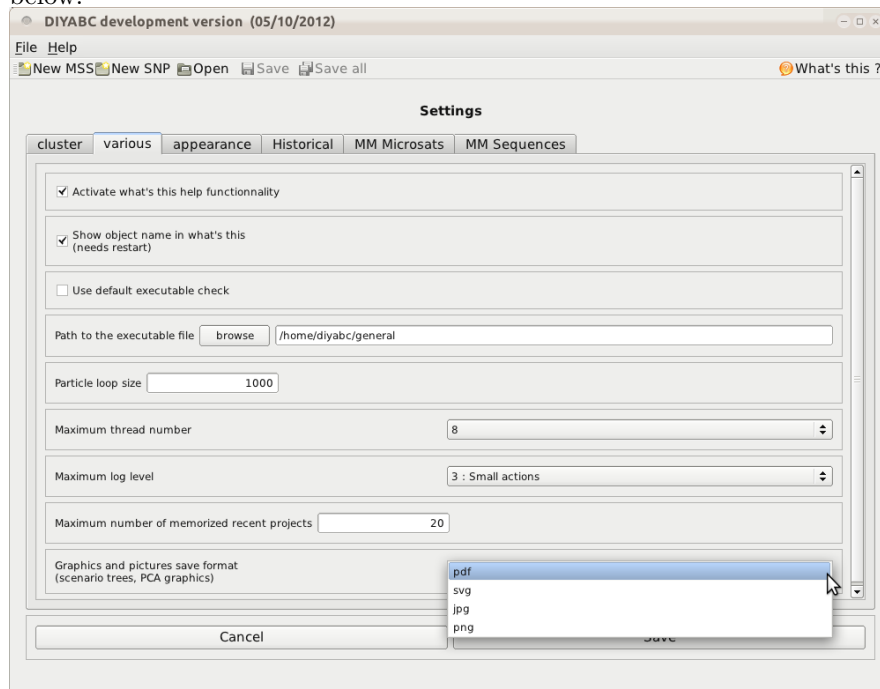 below:
DIYABC development version (05/10/2012)
File Help
New MSS New SNP Open Save Save all What's this ?
Settings
cluster various appearance Historical MM Microsats MM Sequences
Activate what's this help functionnality
Show object name in what's this
(needs restart)
Use default executable check
Path to the executable file browse /home/diyabc/general
Particle loop size 1000
Maximum thread number 8
Maximum log level 3 : Small actions
Maximum number of memorized recent projects 20
Graphics and pictures save format
(scenario trees, PCA graphics)
pdf
svg
jpg
png
Cancel Save